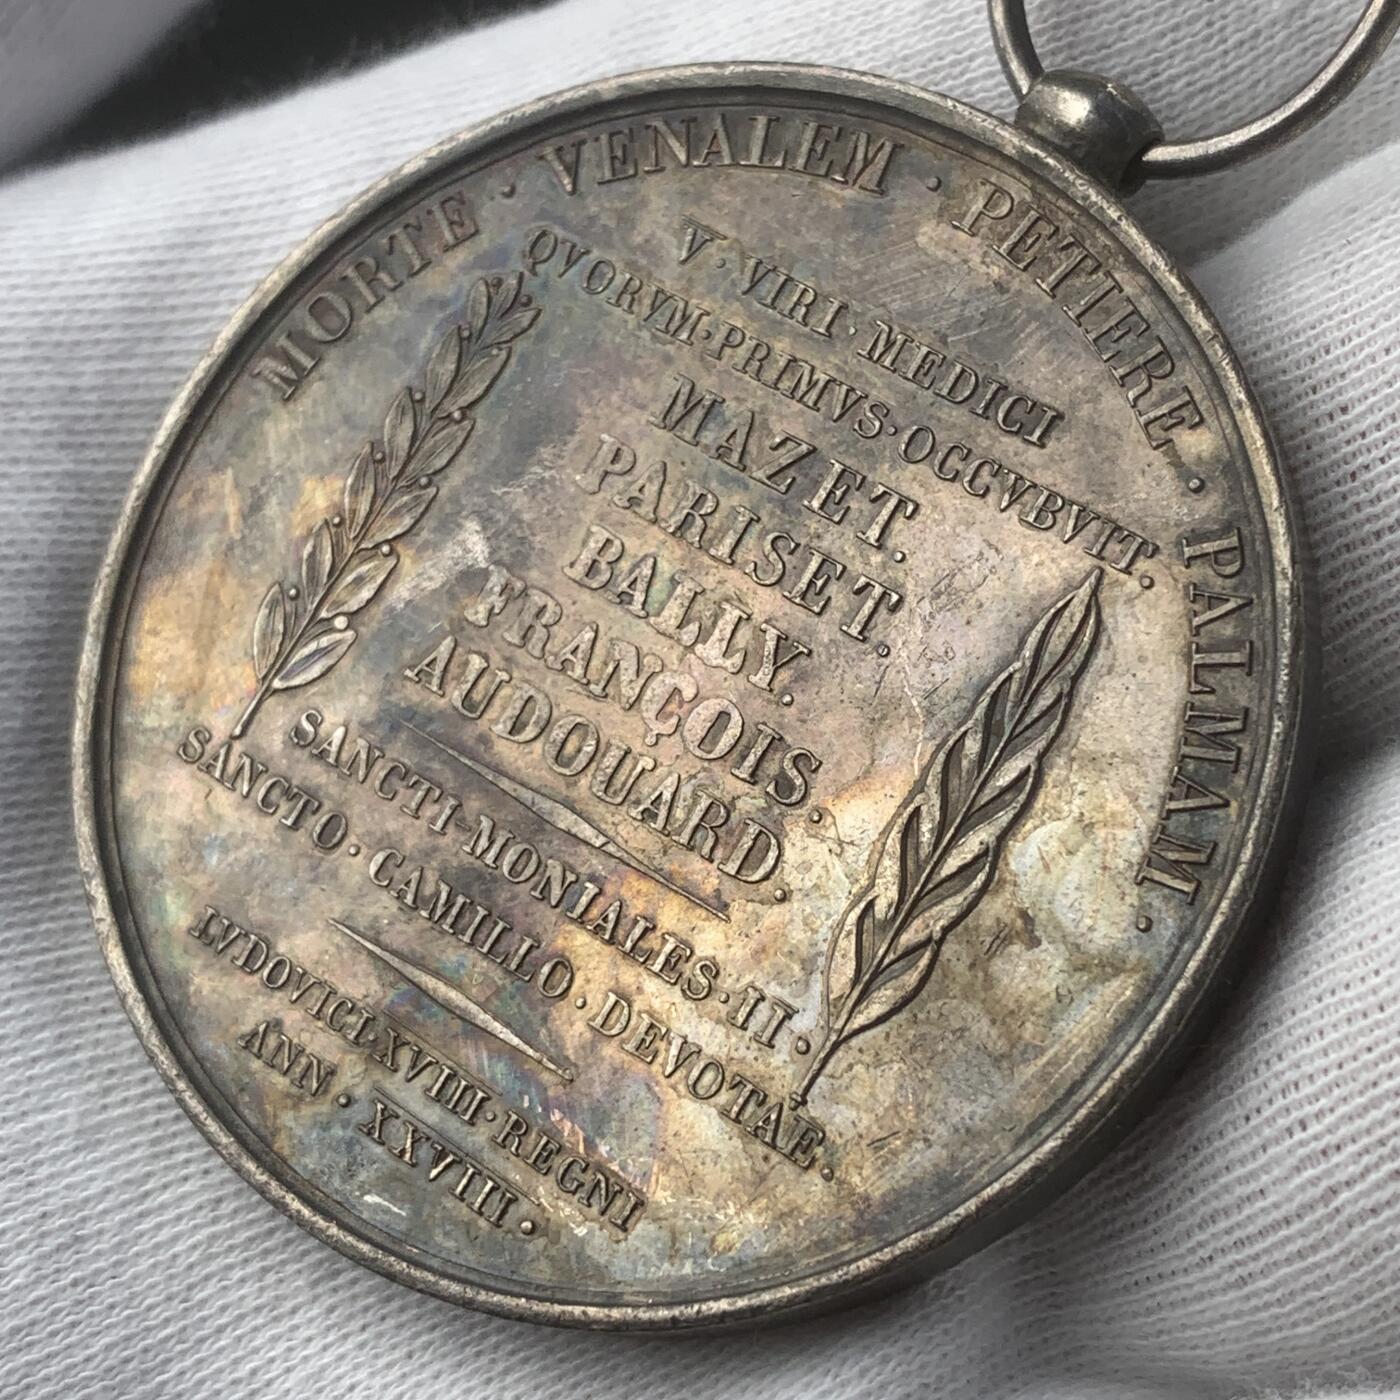 MORTE · VENALEM · PETIERE · PALMAM ·
V · VIRI · MEDICI
QVORVM · PRIMVS · OCCVBVIT.
MAZET.
PARISET.
BALLY.
FRANÇOIS.
AUDOUARD.
SANCTI-MONIALES · II ·
SANCTO · CAMILLO · DEVOTAE.
LVDOVICI · XVIII · REGNI
ANN · XXVIII ·